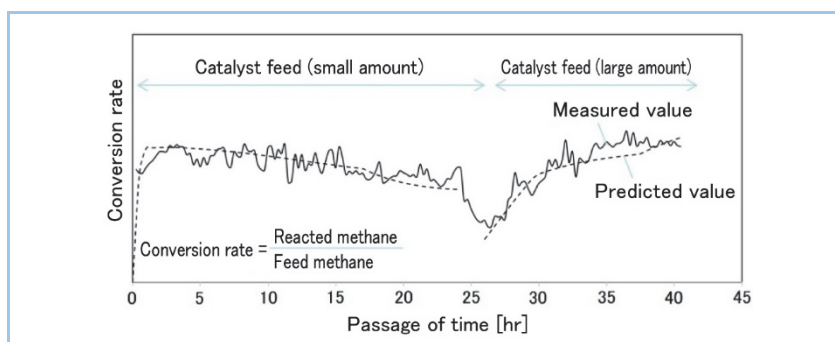 Catalyst feed (small amount)
Catalyst feed (large amount)
Measured value
Predicted value
Conversion rate
Conversion rate = Reacted methane
Feed methane
0 5 10 15 20 25 30 35 40 45
Passage of time [hr]